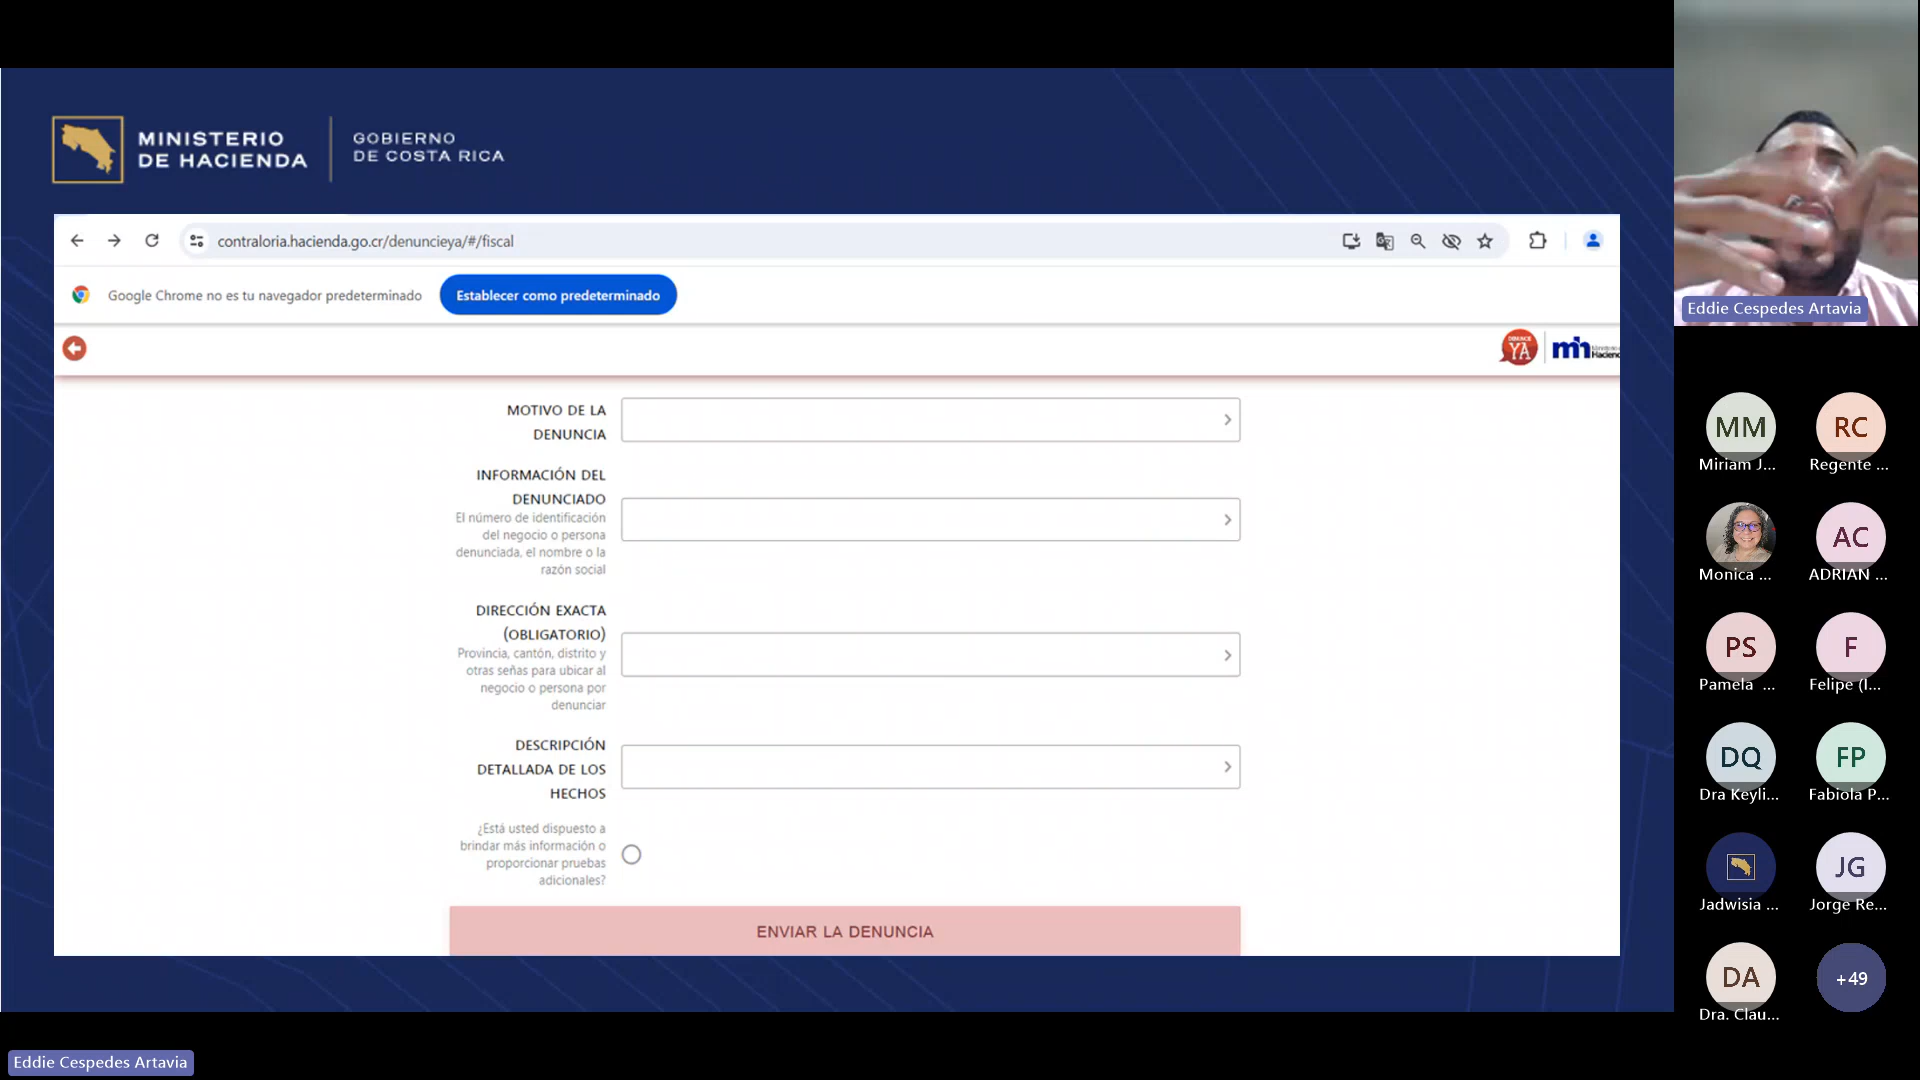 MINISTERIO
DE HACIENDA
GOBIERNO
DE COSTA RICA
contraloria.hacienda.go.cr/denuncieya/#/fiscal
Google Chrome no es tu navegador predeterminado
Establecer como predeterminado
YA
mh
MOTIVO DE LA
DENUNCIA
INFORMACIÓN DEL
DENUNCIADO
El número de identificación
del negocio o persona
denunciada, el nombre o la
razón social
DIRECCIÓN EXACTA
(OBLIGATORIO)
Provincia, cantón, distrito y
otras señas para ubicar al
negocio o persona por
denunciar
DESCRIPCIÓN
DETALLADA DE LOS
HECHOS
¿Está usted dispuesto a
brindar más información o
proporcionar pruebas
adicionales?
ENVIAR LA DENUNCIA
Eddie Cespedes Artavia
MM
Miriam J...
RC
Regente ...
Monica ...
AC
ADRIAN ...
PS
Pamela ...
F
Felipe (I...
DQ
Dra Keyli...
FP
Fabiola P...
Jadwisia ...
JG
Jorge Re...
DA
Dra. Clau...
+49
Eddie Cespedes Artavia